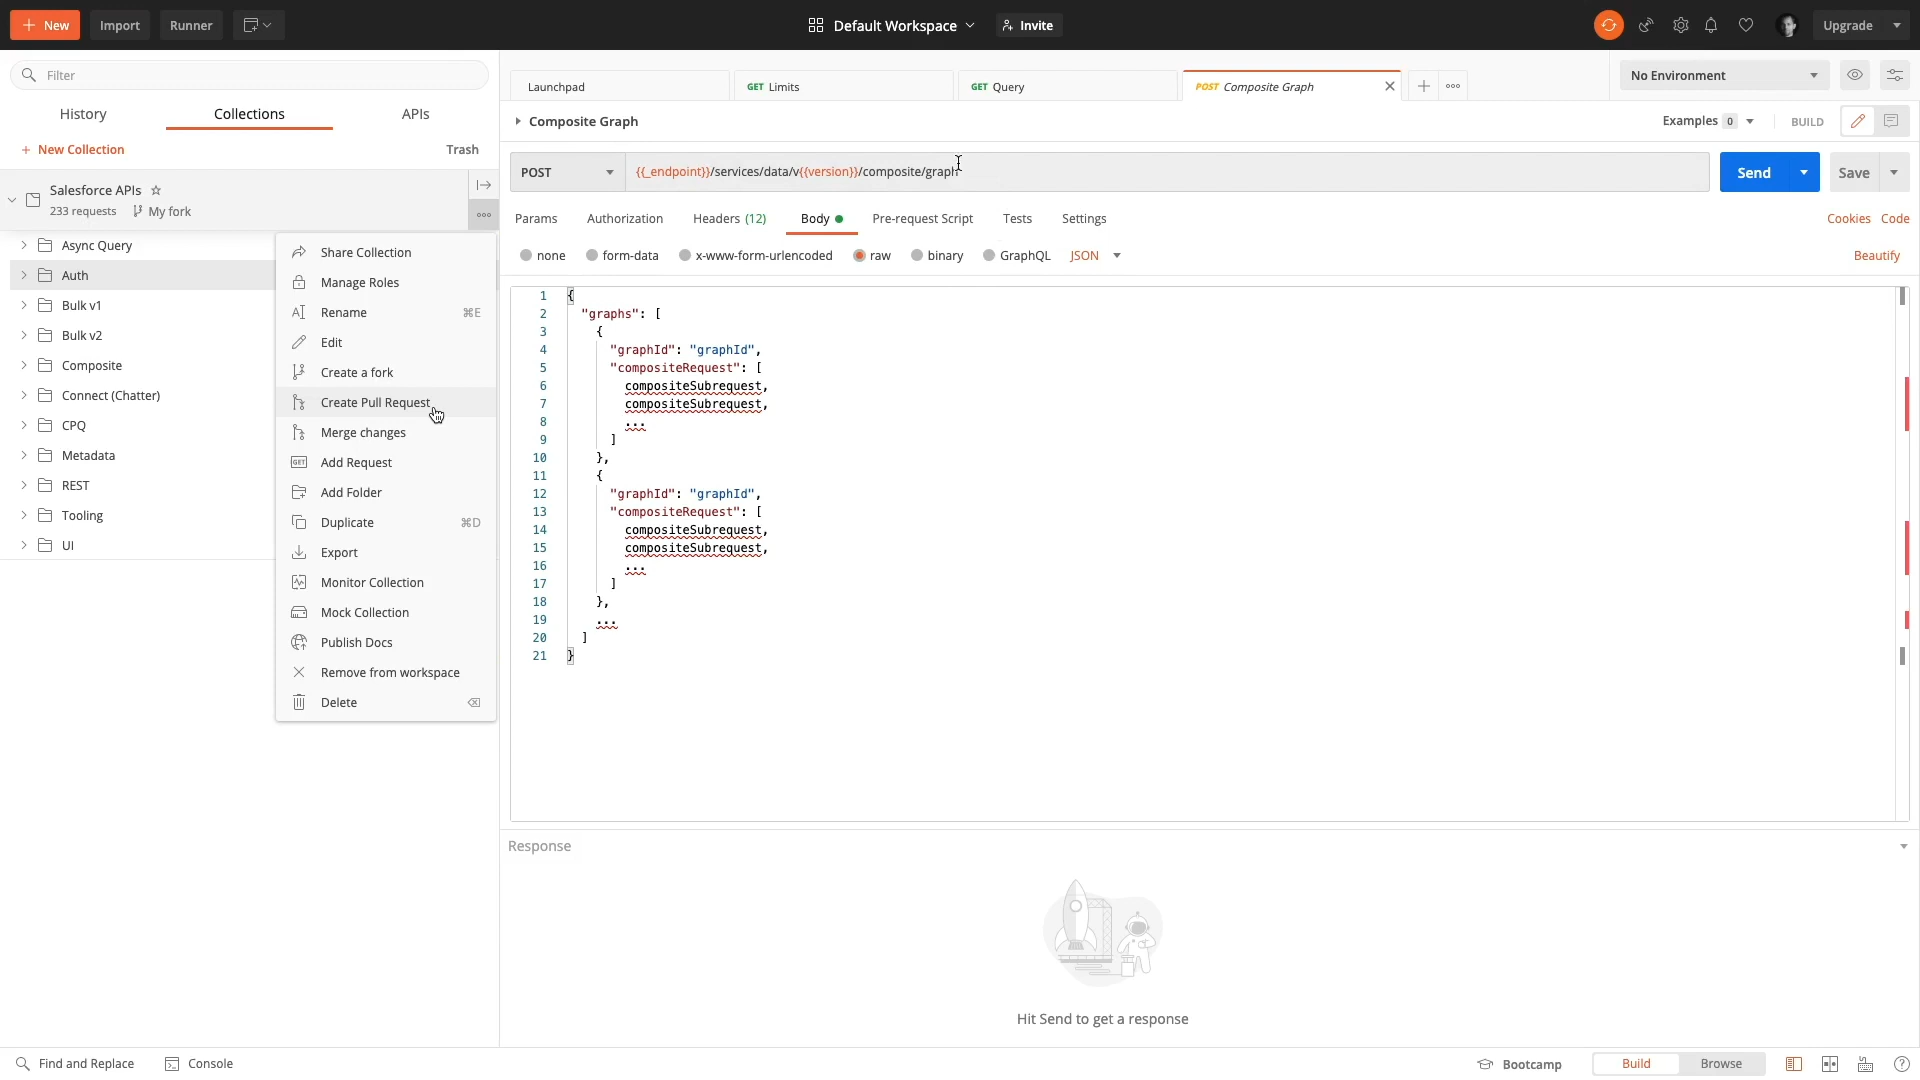 New
Import
Runner
Default Workspace
Invite
Upgrade
Filter
History
Collections
APIs
New Collection
Trash
Salesforce APIs
233 requests
My fork
Async Query
Auth
Bulk v1
Bulk v2
Composite
Connect (Chatter)
CPQ
Metadata
REST
Tooling
UI
Share Collection
Manage Roles
Rename ⌘E
Edit
Create a fork
Create Pull Request
Merge changes
GET Add Request
Add Folder
Duplicate ⌘D
Export
Monitor Collection
Mock Collection
Publish Docs
Remove from workspace
Delete ⌫
Launchpad
GET Limits
GET Query
POST Composite Graph
No Environment
Composite Graph
Examples 0
BUILD
POST
{{_endpoint}}/services/data/v{{version}}/composite/graph
Send
Save
Params
Authorization
Headers (12)
Body
Pre-request Script
Tests
Settings
Cookies
Code
none
form-data
x-www-form-urlencoded
raw
binary
GraphQL
JSON
Beautify
1 {
2 "graphs": [
3 {
4 "graphId": "graphId",
5 "compositeRequest": [
6 compositeSubrequest,
7 compositeSubrequest,
8 ...
9 ]
10 },
11 {
12 "graphId": "graphId",
13 "compositeRequest": [
14 compositeSubrequest,
15 compositeSubrequest,
16 ...
17 ]
18 },
19 ...
20 ]
21 }
Response
Hit Send to get a response
Find and Replace
Console
Bootcamp
Build
Browse